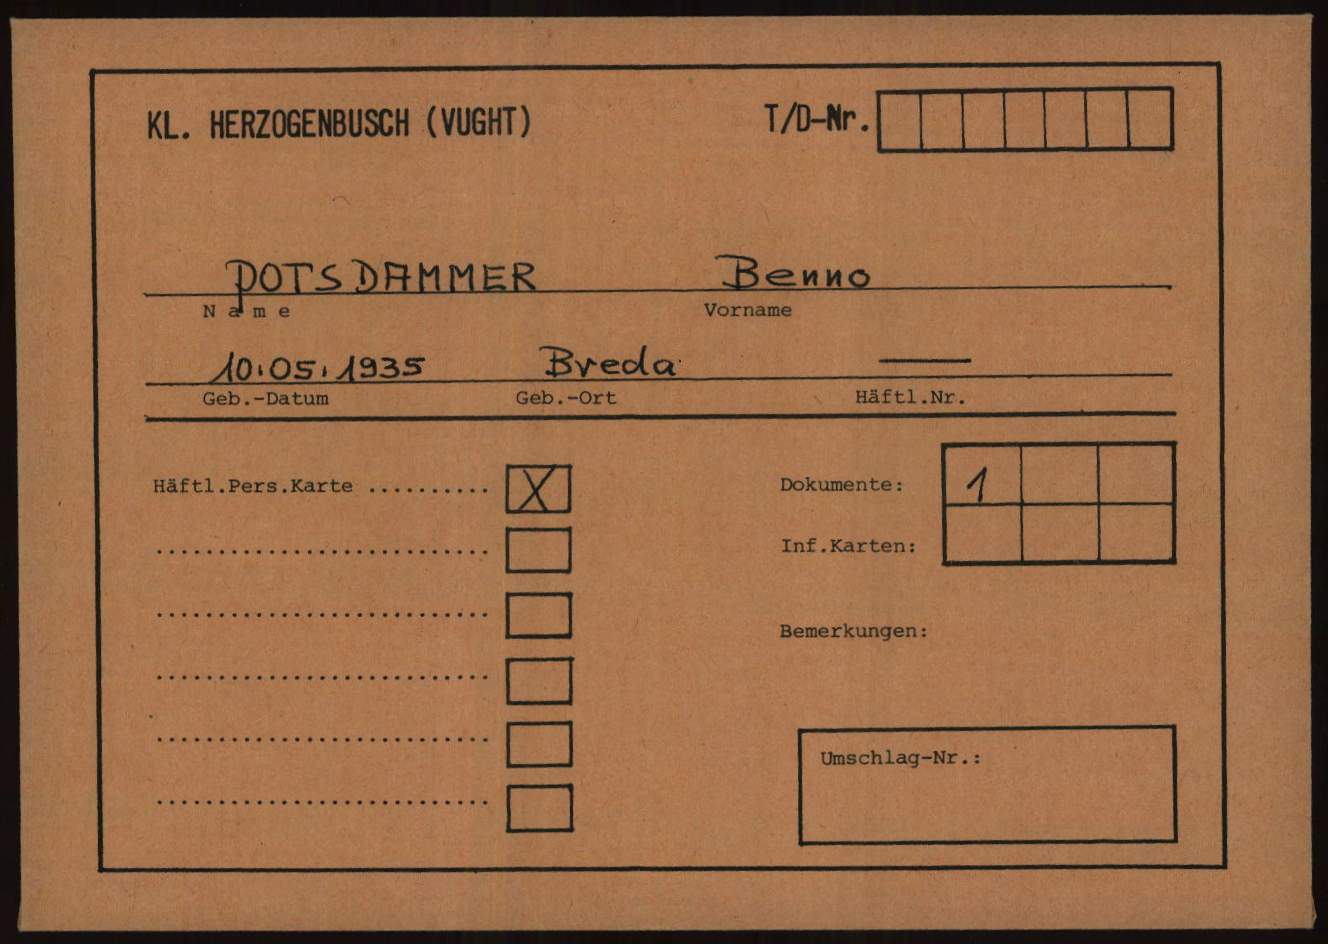 KL. HERZOGENBUSCH (VUGHT) T/D-Nr.
POTSDAMMER Benno
Name Vorname
10.05.1935 Breda —
Geb.-Datum Geb.-Ort Häftl.Nr.
Häftl.Pers.Karte .......... X Dokumente: 1
Inf.Karten:
Bemerkungen:
Umschlag-Nr.: